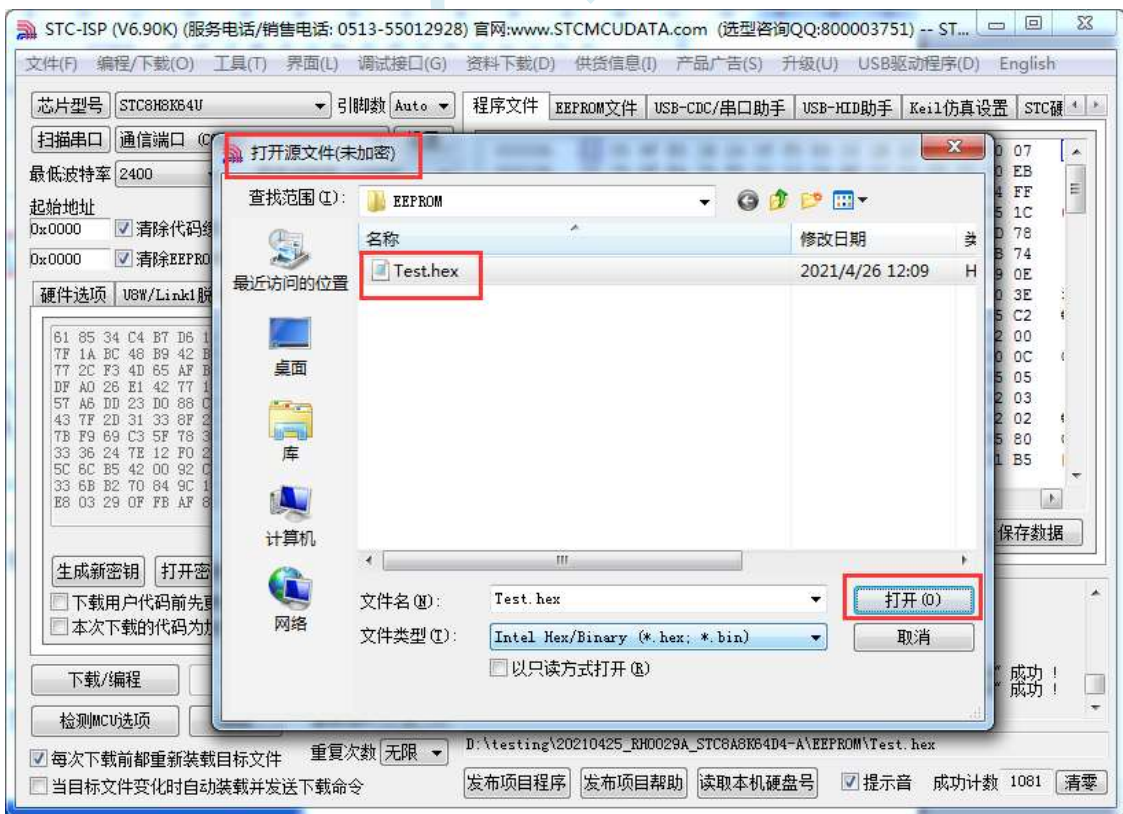 STC-ISP (V6.90K) (服务电话/销售电话: 0513-55012928) 官网:www.STCMCUDATA.com (选型咨询QQ:800003751) -- ST...
文件(F) 编程/下载(O) 工具(T) 界面(L) 调试接口(G) 资料下载(D) 供货信息(I) 产品广告(S) 升级(U) USB驱动程序(D) English
芯片型号 STC8H8K64U 引脚数 Auto 程序文件 EEPROM文件 USB-CDC/串口助手 USB-HID助手 Keil仿真设置 STC硬
扫描串口 通信端口
最低波特率 2400
起始地址
0x0000 清除代码
0x0000 清除EEPRO
硬件选项 U8W/Link1脱
61 85 34 C4 B7 D6 1
7F 1A BC 48 B9 42 B
77 2C F3 4D 65 AF B
DF A0 26 E1 42 77 1
57 A6 DD 23 D0 88 C
43 7F 2D 31 33 8F 2
7B F9 69 C3 5F 78 3
33 36 24 7E 12 F0 2
5C 6C B5 42 00 92 C
33 6B B2 70 84 9C 1
E8 03 29 0F FB AF 8
生成新密钥 打开密
下载用户代码前先
本次下载的代码为
下载/编程
检测MCU选项
每次下载前都重新装载目标文件 重复次数 无限
当目标文件变化时自动装载并发送下载命令
打开源文件(未加密)
查找范围(I): EEPROM
名称 修改日期
Test.hex 2021/4/26 12:09 H
最近访问的位置
桌面
库
计算机
网络
文件名(N): Test.hex 打开(O)
文件类型(T): Intel Hex/Binary (*.hex; *.bin) 取消
以只读方式打开(R)
0 07
EB
FF
1C
78
74
0E
3E
C2
00
0C
05
03
02
80
B5
保存数据
成功 !
成功 !
D:\testing\20210425_RH0029A_STC8A8K64D4-A\EEPROM\Test.hex
发布项目程序 发布项目帮助 读取本机硬盘号 提示音 成功计数 1081 清零